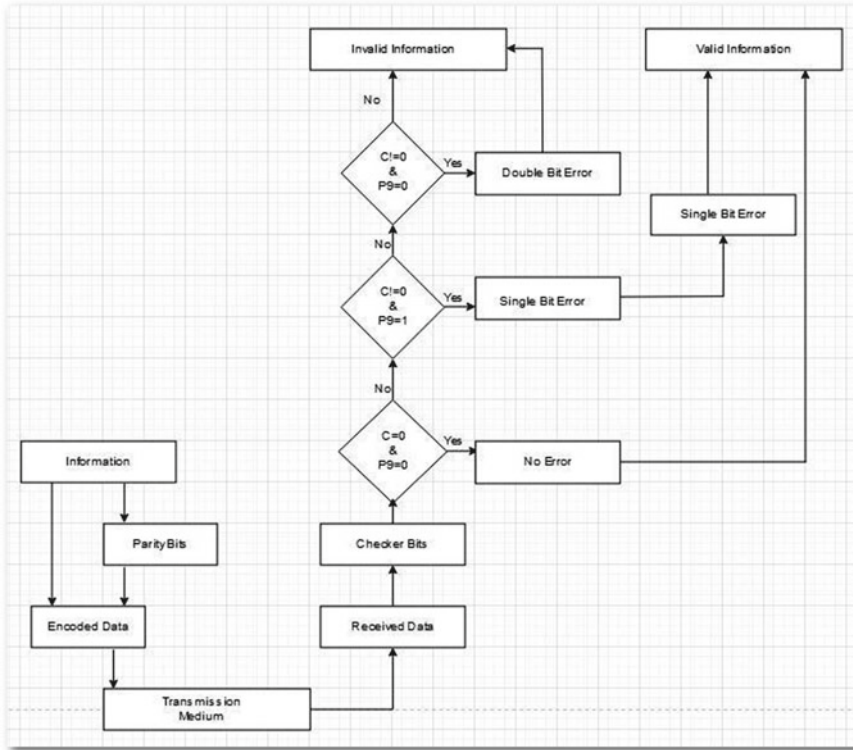 Invalid Information
Valid Information
No
C!=0
&
P9=0
Yes
Double Bit Error
Single Bit Error
No
C!=0
&
P9=1
Yes
Single Bit Error
No
C=0
&
P9=0
Yes
No Error
Information
Parity Bits
Checker Bits
Encoded Data
Received Data
Transmission
Medium